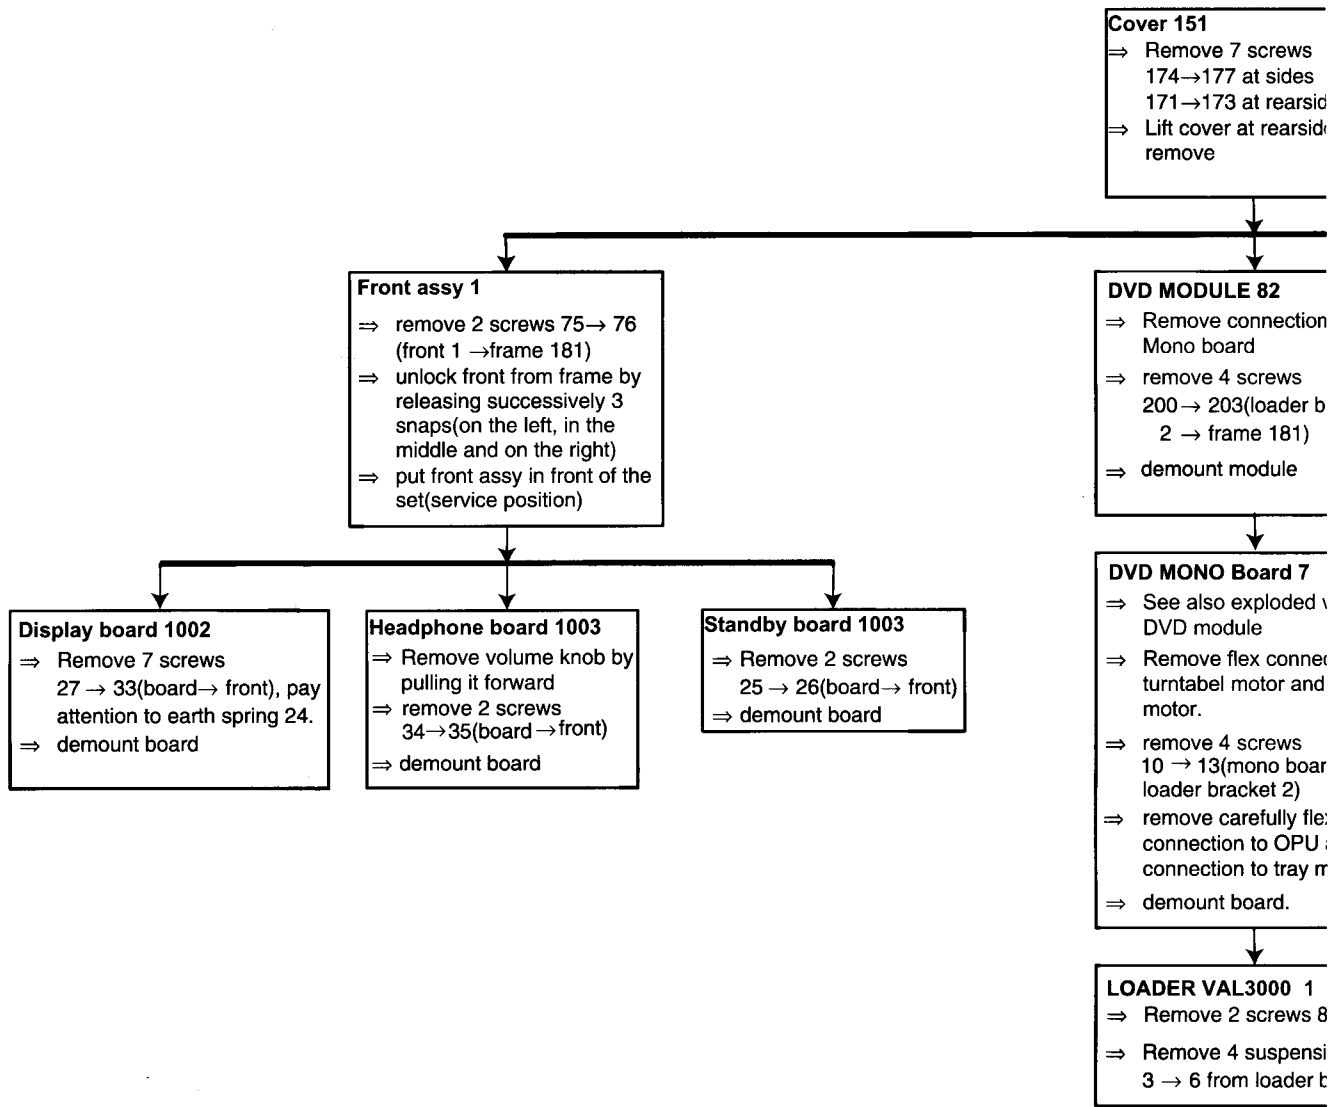 Cover 151
⇒ Remove 7 screws
174→177 at sides
171→173 at rearsid
⇒ Lift cover at rearsid
remove
Front assy 1
⇒ remove 2 screws 75→ 76
(front 1 →frame 181)
⇒ unlock front from frame by
releasing successively 3
snaps(on the left, in the
middle and on the right)
⇒ put front assy in front of the
set(service position)
DVD MODULE 82
⇒ Remove connection
Mono board
⇒ remove 4 screws
200→ 203(loader b
2 → frame 181)
⇒ demount module
Display board 1002
⇒ Remove 7 screws
27 → 33(board→ front), pay
attention to earth spring 24.
⇒ demount board
Headphone board 1003
⇒ Remove volume knob by
pulling it forward
⇒ remove 2 screws
34→35(board→front)
⇒ demount board
Standby board 1003
⇒ Remove 2 screws
25 → 26(board→ front)
⇒ demount board
DVD MONO Board 7
⇒ See also exploded v
DVD module
⇒ Remove flex connec
turntabel motor and
motor.
⇒ remove 4 screws
10 → 13(mono boar
loader bracket 2)
⇒ remove carefully flex
connection to OPU
connection to tray m
⇒ demount board.
LOADER VAL3000 1
⇒ Remove 2 screws 8
⇒ Remove 4 suspensi
3 → 6 from loader b